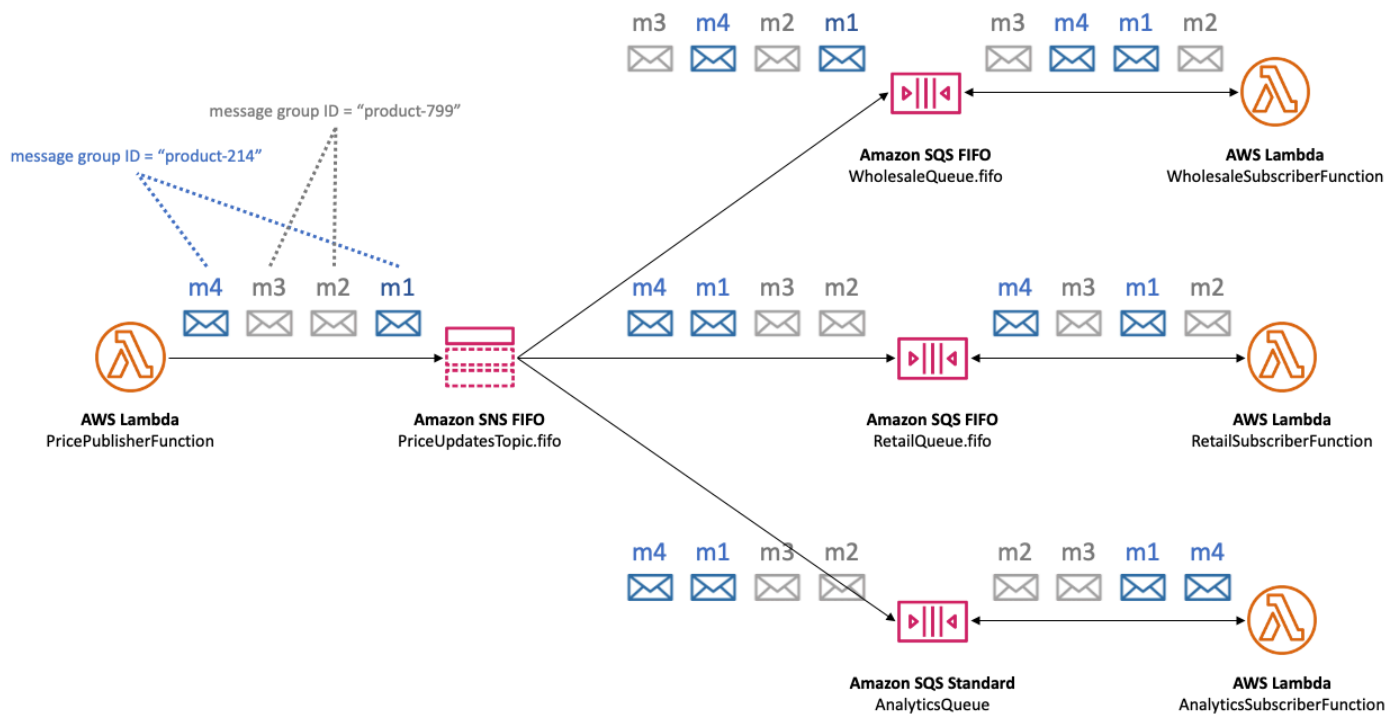 m3 m4 m2 m1
m3 m4 m1 m2
message group ID = “product-799”
message group ID = “product-214”
Amazon SQS FIFO
WholesaleQueue.fifo
AWS Lambda
WholesaleSubscriberFunction
m4 m3 m2 m1
m4 m1 m3 m2
m4 m3 m1 m2
AWS Lambda
PricePublisherFunction
Amazon SNS FIFO
PriceUpdatesTopic.fifo
Amazon SQS FIFO
RetailQueue.fifo
AWS Lambda
RetailSubscriberFunction
m4 m1 m3 m2
m2 m3 m1 m4
Amazon SQS Standard
AnalyticsQueue
AWS Lambda
AnalyticsSubscriberFunction